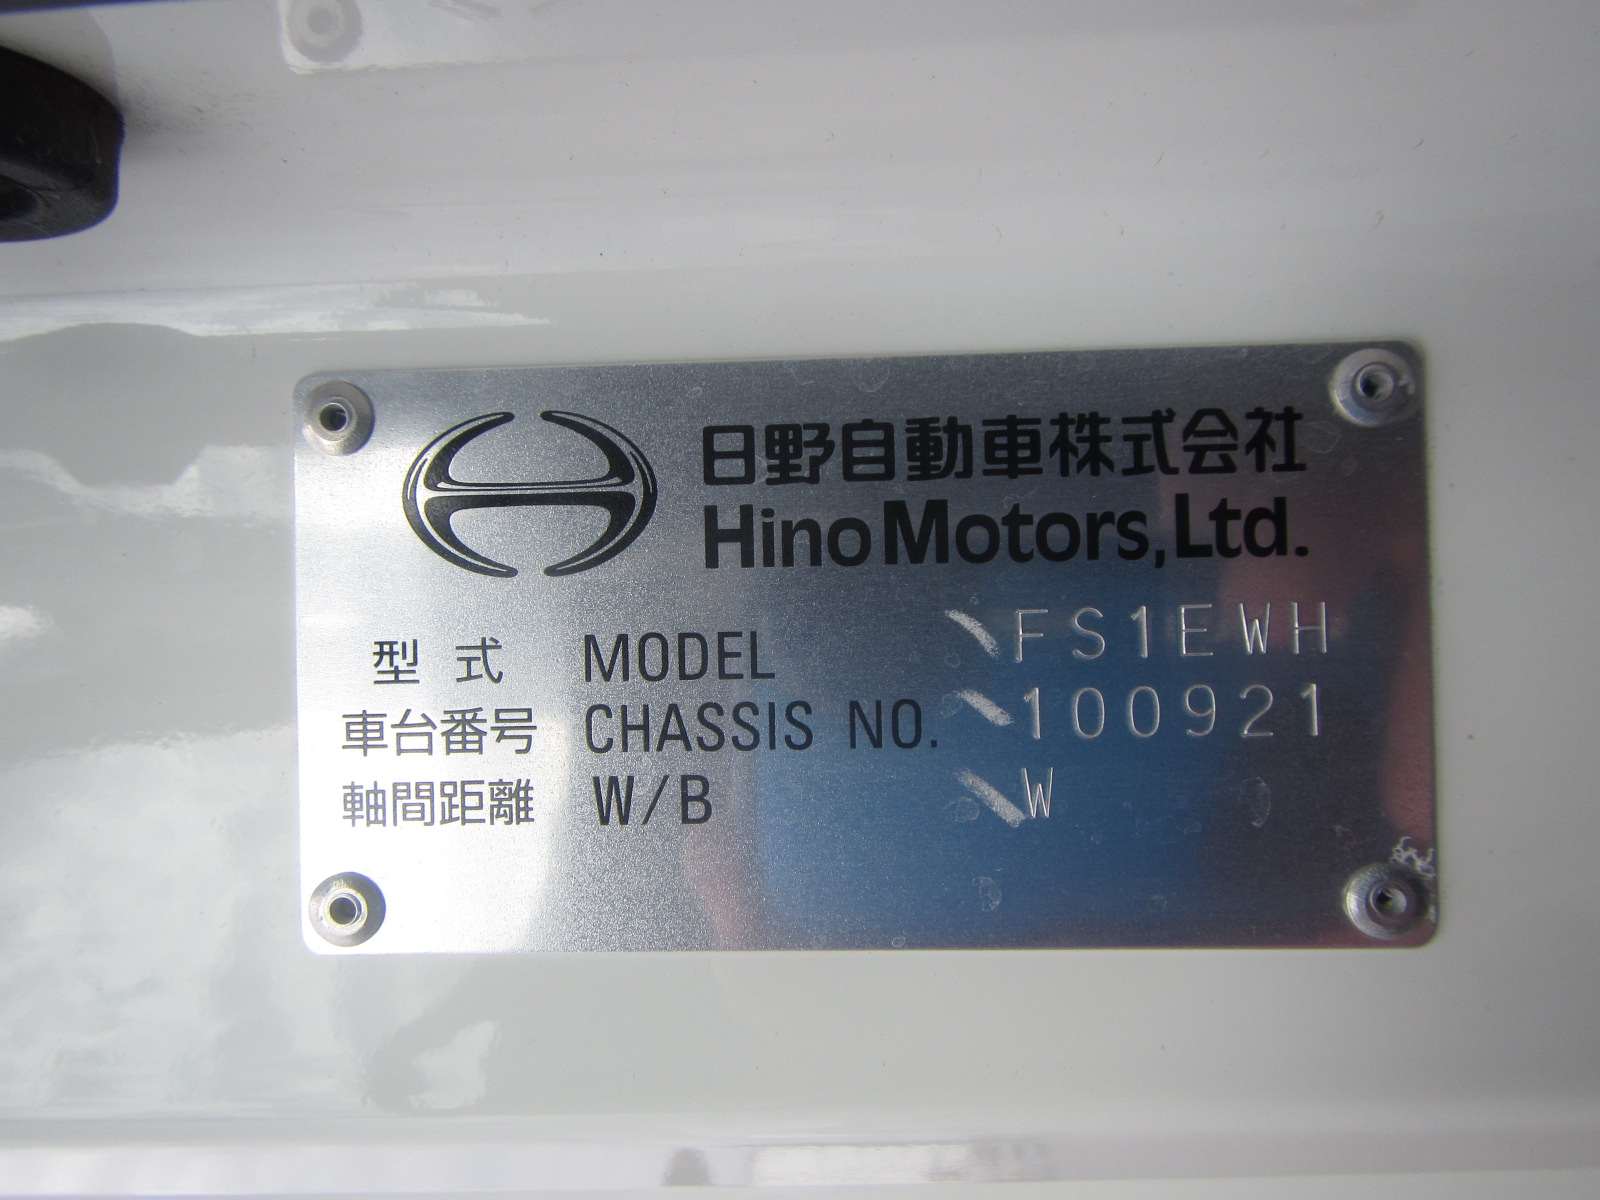 日野自動車株式会社
Hino Motors, Ltd.
型式 MODEL FS1EWH
車台番号 CHASSIS NO. 100921
軸間距離 W/B W